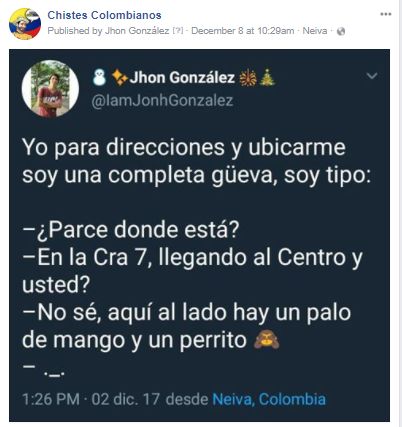 Chistes Colombianos
Published by Jhon González [?] · December 8 at 10:29am · Neiva ·
Jhon González
@IamJonhGonzalez
Yo para direcciones y ubicarme
soy una completa güeva, soy tipo:
–¿Parce donde está?
–En la Cra 7, llegando al Centro y
usted?
–No sé, aquí al lado hay un palo
de mango y un perrito 🙈
– ._.
1:26 PM · 02 dic. 17 desde Neiva, Colombia